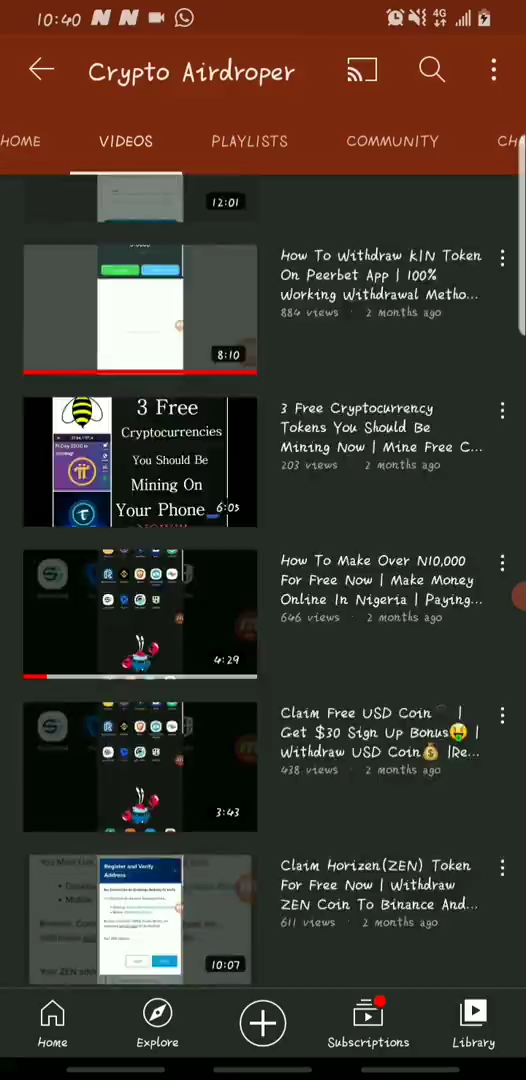 10:40
4G
Crypto Airdroper
HOME VIDEOS PLAYLISTS COMMUNITY CH
12:01
How To Withdraw KIN Token
On Peerbet App | 100%
Working Withdrawal Metho...
884 views · 2 months ago
8:10
3 Free
Cryptocurrencies
You Should Be
Mining On
Your Phone
6:05
3 Free Cryptocurrency
Tokens You Should Be
Mining Now | Mine Free C...
203 views · 2 months ago
How To Make Over N10,000
For Free Now | Make Money
Online In Nigeria | Paying...
646 views · 2 months ago
4:29
Claim Free USD Coin |
Get $30 Sign Up Bonus🤑 |
Withdraw USD Coin💰 |Re...
438 views · 2 months ago
3:43
Register and Verify
Address
Claim Horizen(ZEN) Token
For Free Now | Withdraw
ZEN Coin To Binance And...
611 views · 2 months ago
10:07
Home Explore Subscriptions Library